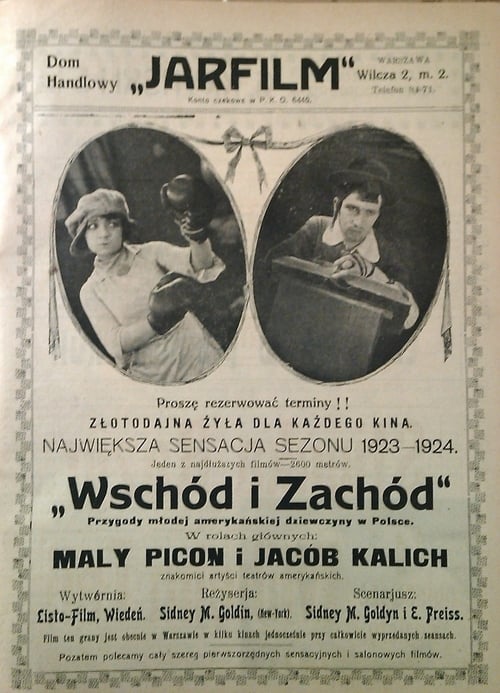 Dom
Handlowy
„JARFILM“
WARSZAWA
Wilcza 2, m. 2.
Telefon 84-71.
Konto czekowe w P. K. O. 6445.
Proszę rezerwować terminy !!
ZŁOTODAJNA ŻYŁA DLA KAŻDEGO KINA.
NAJWIĘKSZA SENSACJA SEZONU 1923—1924.
Jeden z najdłuższych filmów—2600 metrów.
„Wschód i Zachód“
Przygody młodej amerykańskiej dziewczyny w Polsce.
W rolach głównych:
MALY PICON i JACÓB KALICH
znakomici artyści teatrów amerykańskich.
Wytwórnia: Reżyserja: Scenarjusz:
Listo-Film, Wiedeń. Sidney M. Goldin, (New-York). Sidney M. Goldyn i E. Preiss.
Film ten grany jest obecnie w Warszawie w kilku kinach jednocześnie przy całkowicie wyprzedanych seansach.
Pozatem polecamy cały szereg pierwszorzędnych sensacyjnych i salonowych filmów.